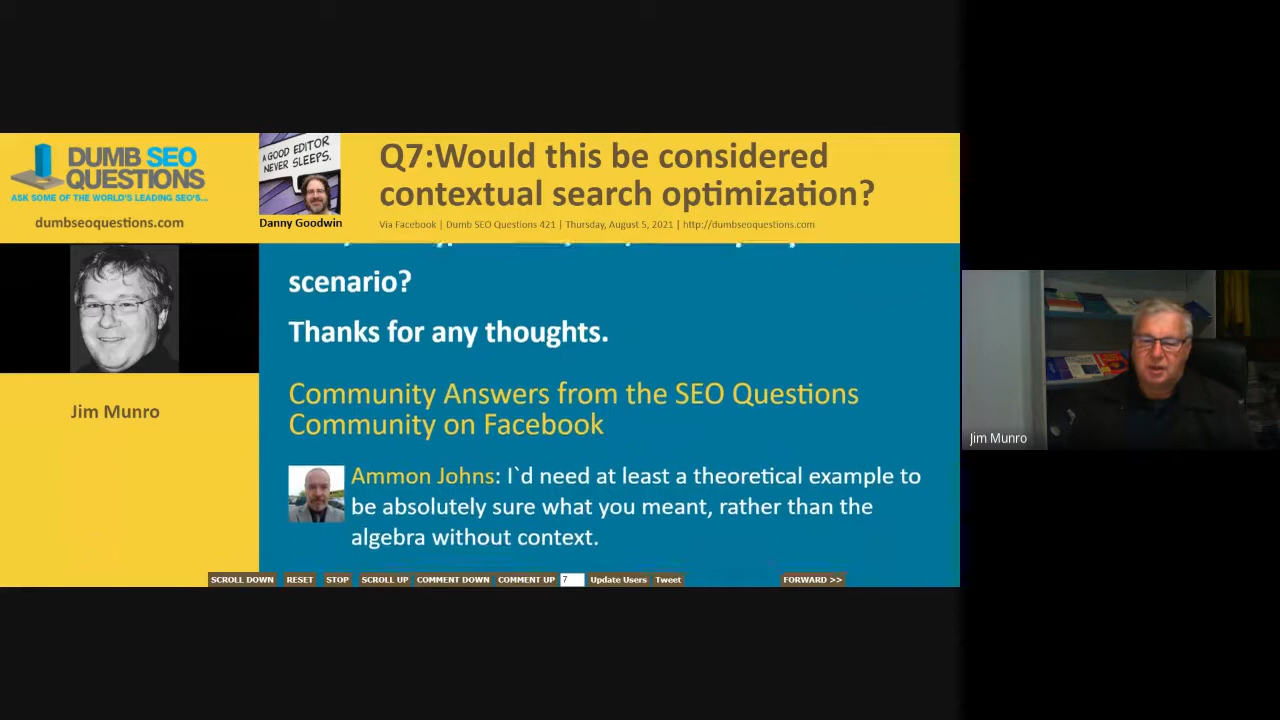 DUMB SEO
QUESTIONS
ASK SOME OF THE WORLD'S LEADING SEO'S...
dumbseoquestions.com
A GOOD EDITOR
NEVER SLEEPS.
Danny Goodwin
Q7:Would this be considered
contextual search optimization?
Via Facebook | Dumb SEO Questions 421 | Thursday, August 5, 2021 | http://dumbseoquestions.com
Jim Munro
scenario?
Thanks for any thoughts.
Community Answers from the SEO Questions
Community on Facebook
Ammon Johns: I`d need at least a theoretical example to
be absolutely sure what you meant, rather than the
algebra without context.
SCROLL DOWN RESET STOP SCROLL UP COMMENT DOWN COMMENT UP 7 Update Users Tweet FORWARD >>
Jim Munro